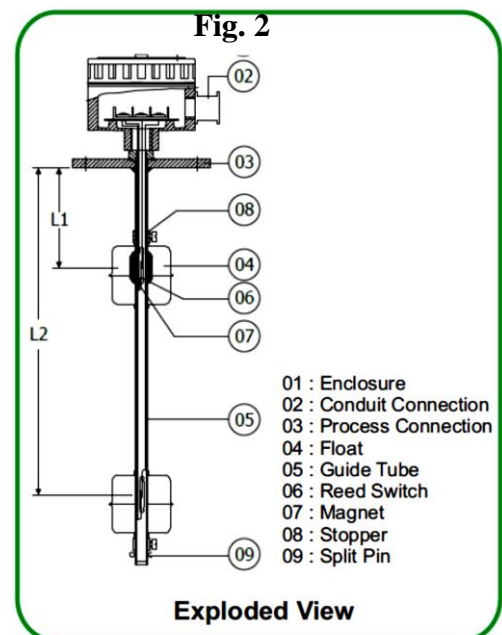 Fig. 2
02
03
L1
08
04
06
07
L2
05
09
01 : Enclosure
02 : Conduit Connection
03 : Process Connection
04 : Float
05 : Guide Tube
06 : Reed Switch
07 : Magnet
08 : Stopper
09 : Split Pin
Exploded View